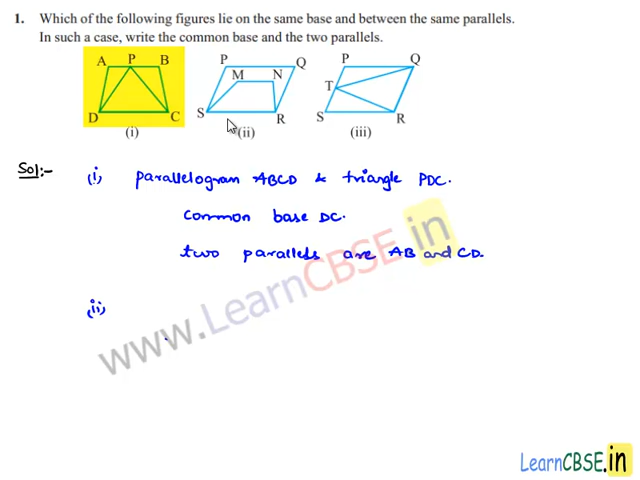 1. Which of the following figures lie on the same base and between the same parallels.
In such a case, write the common base and the two parallels.
A P B
D C
(i)
P Q
M N
S R
(ii)
P Q
T
S R
(iii)
Sol:-
(i) Parallelogram ABCD & triangle PDC.
Common base DC.
two parallels are AB and CD.
(ii)
www.LearnCBSE.in
LearnCBSE.in